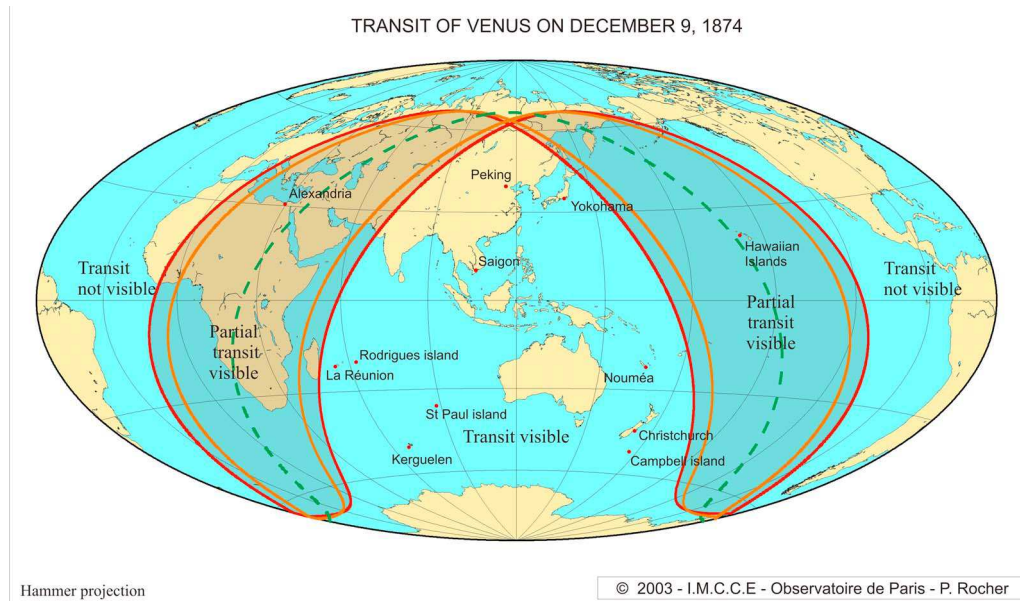 TRANSIT OF VENUS ON DECEMBER 9, 1874
Peking
Alexandria
Yokohama
Hawaiian
Islands
Saigon
Transit
not visible
Transit
not visible
Partial
transit
visible
Partial
transit
visible
Rodrigues island
La Réunion
Nouméa
St Paul island
Transit visible
Christchurch
Kerguelen
Campbell island
Hammer projection
© 2003 - I.M.C.C.E - Observatoire de Paris - P. Rocher